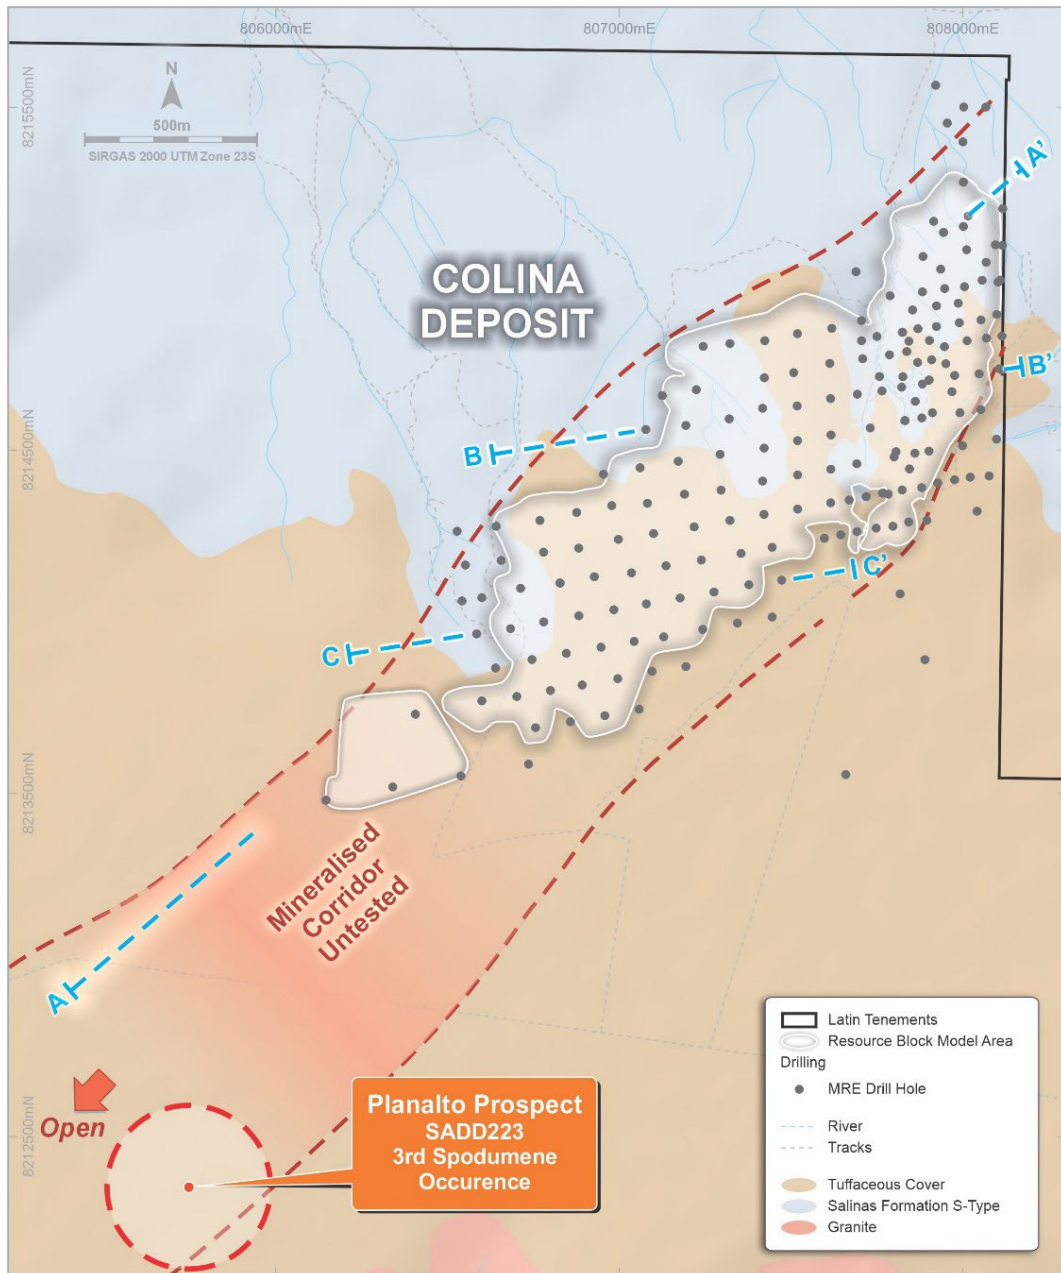 806000mE
807000mE
808000mE
8215500mN
N
500m
SIRGAS 2000 UTM Zone 23S
A'
COLINA
DEPOSIT
B'
8214500mN
B
C'
C
8213500mN
Mineralised
Corridor
Untested
A
Open
8212500mN
Planalto Prospect
SADD223
3rd Spodumene
Occurence
Latin Tenements
Resource Block Model Area
Drilling
MRE Drill Hole
River
Tracks
Tuffaceous Cover
Salinas Formation S-Type
Granite